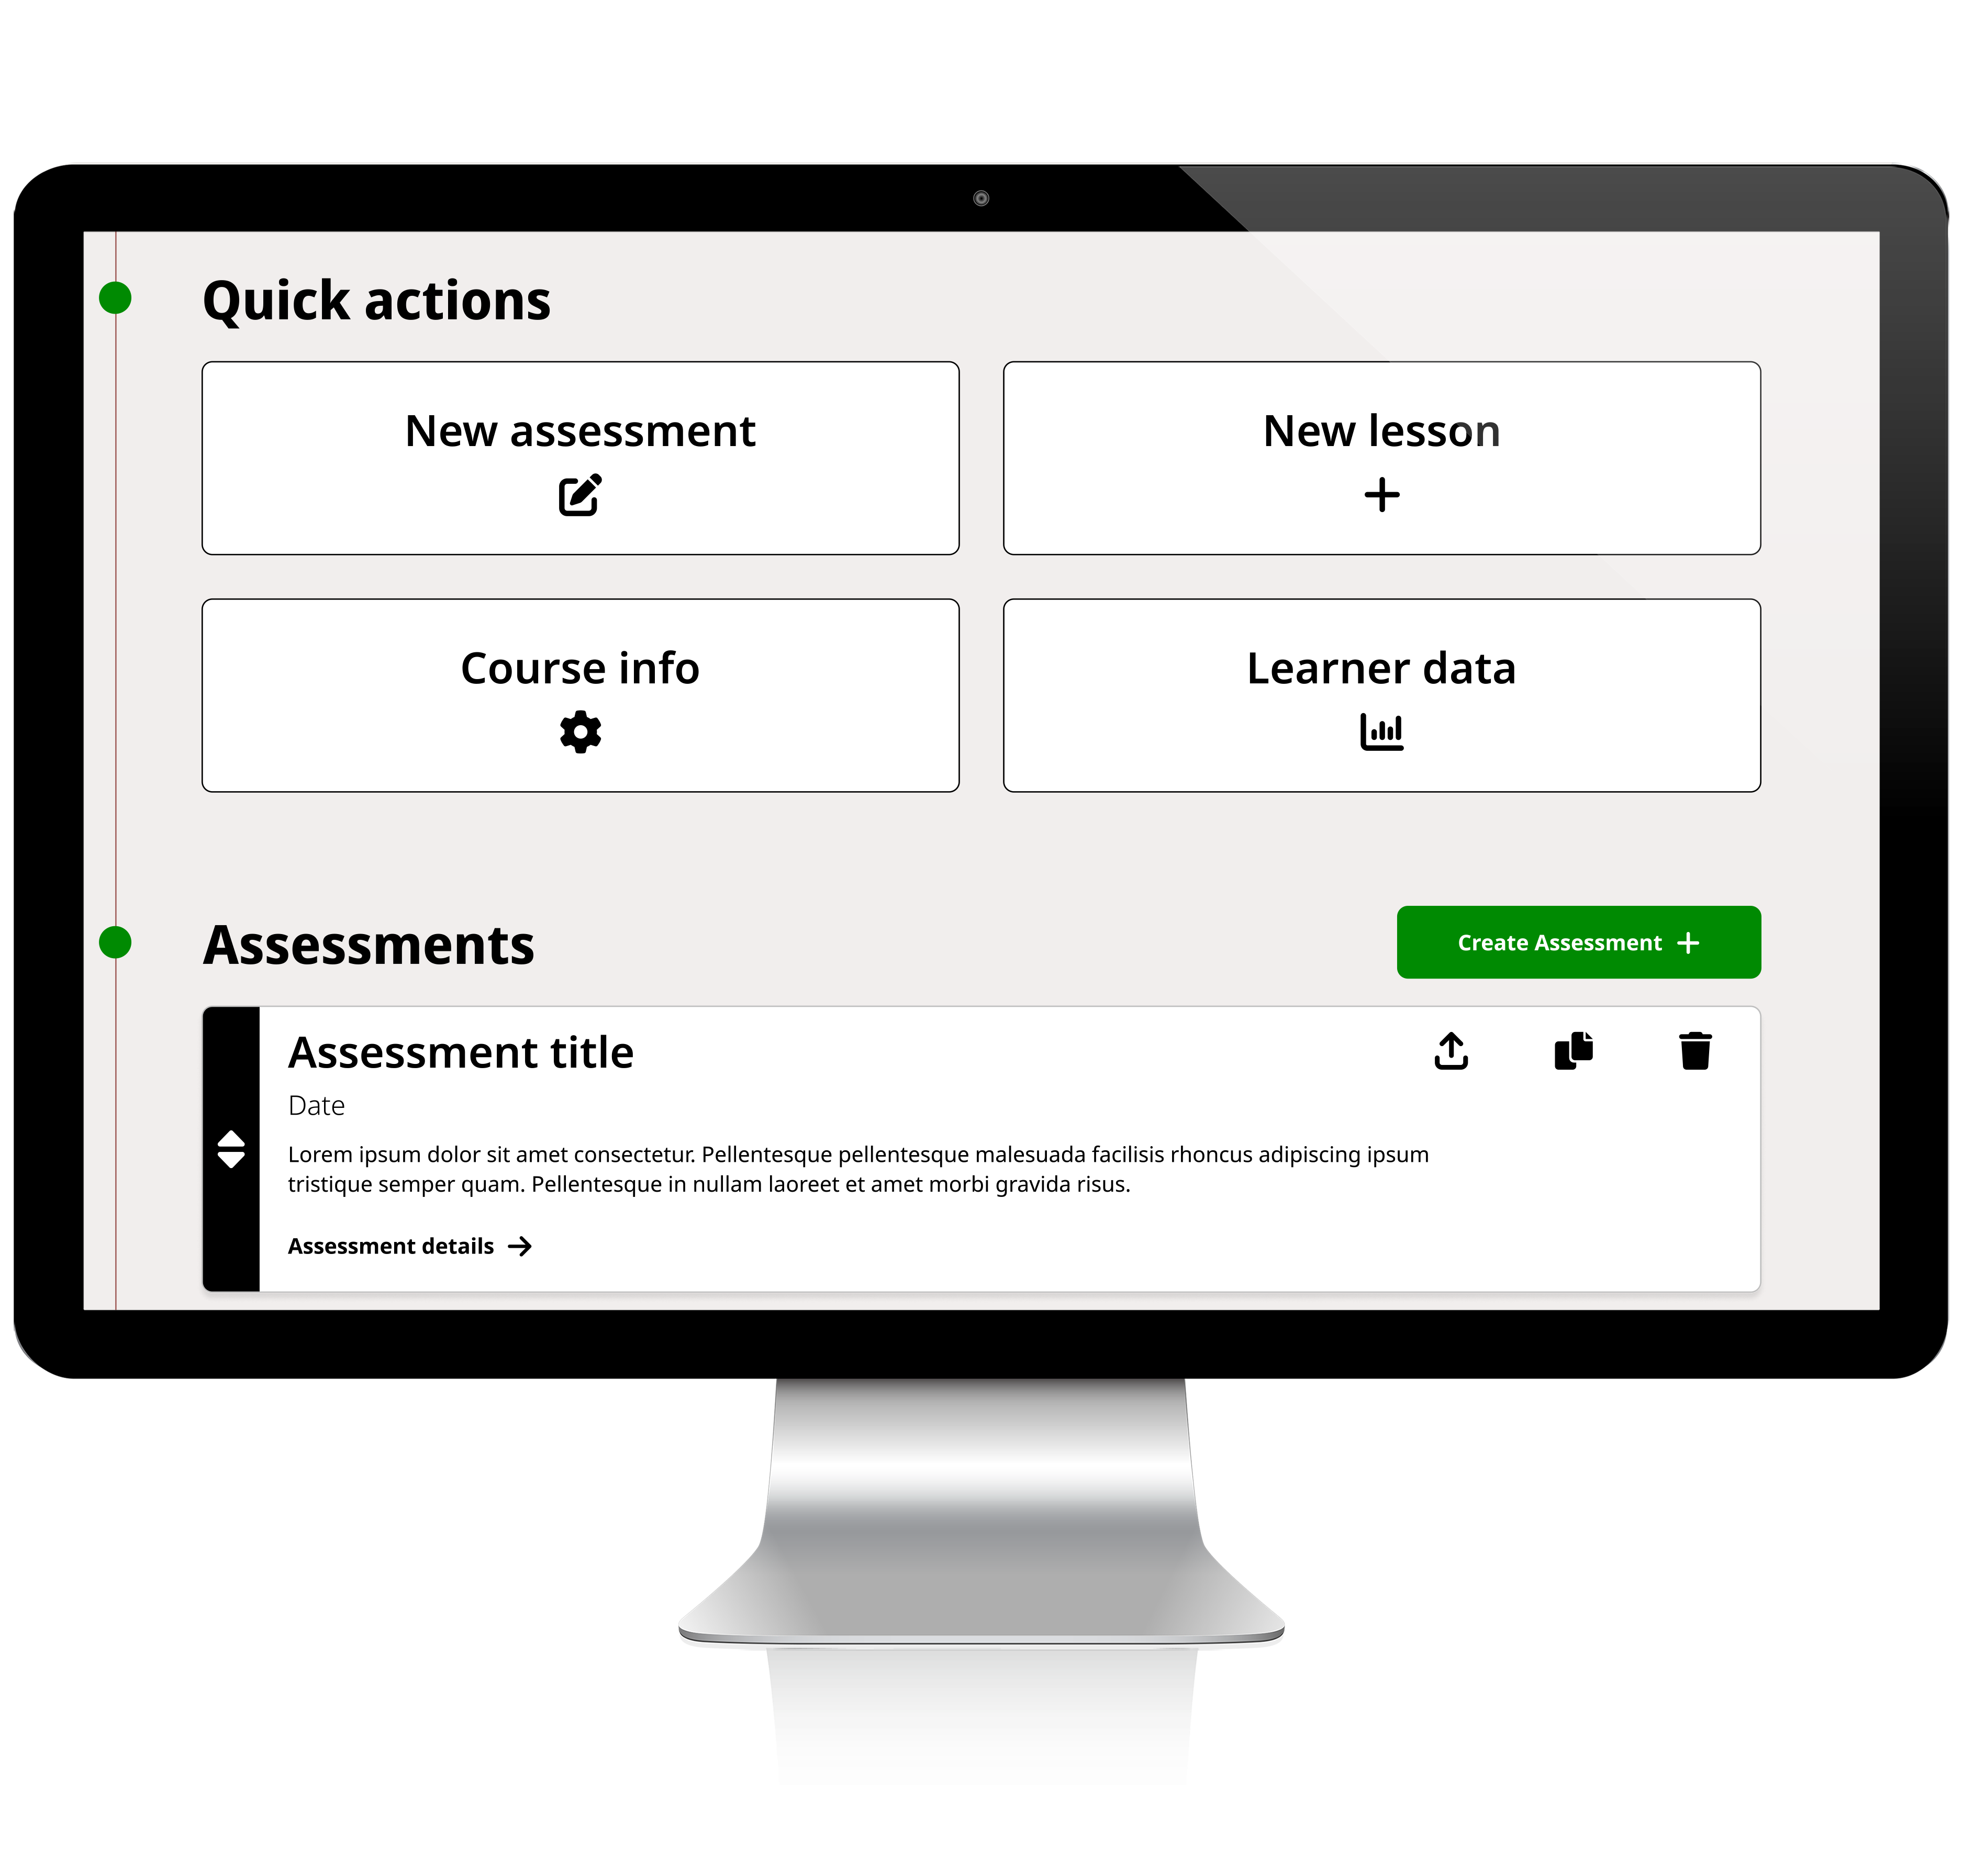 Quick actions
New assessment
New lesson
Course info
Learner data
Assessments
Create Assessment
Assessment title
Date
Lorem ipsum dolor sit amet consectetur. Pellentesque pellentesque malesuada facilisis rhoncus adipiscing ipsum
tristique semper quam. Pellentesque in nullam laoreet et amet morbi gravida risus.
Assessment details